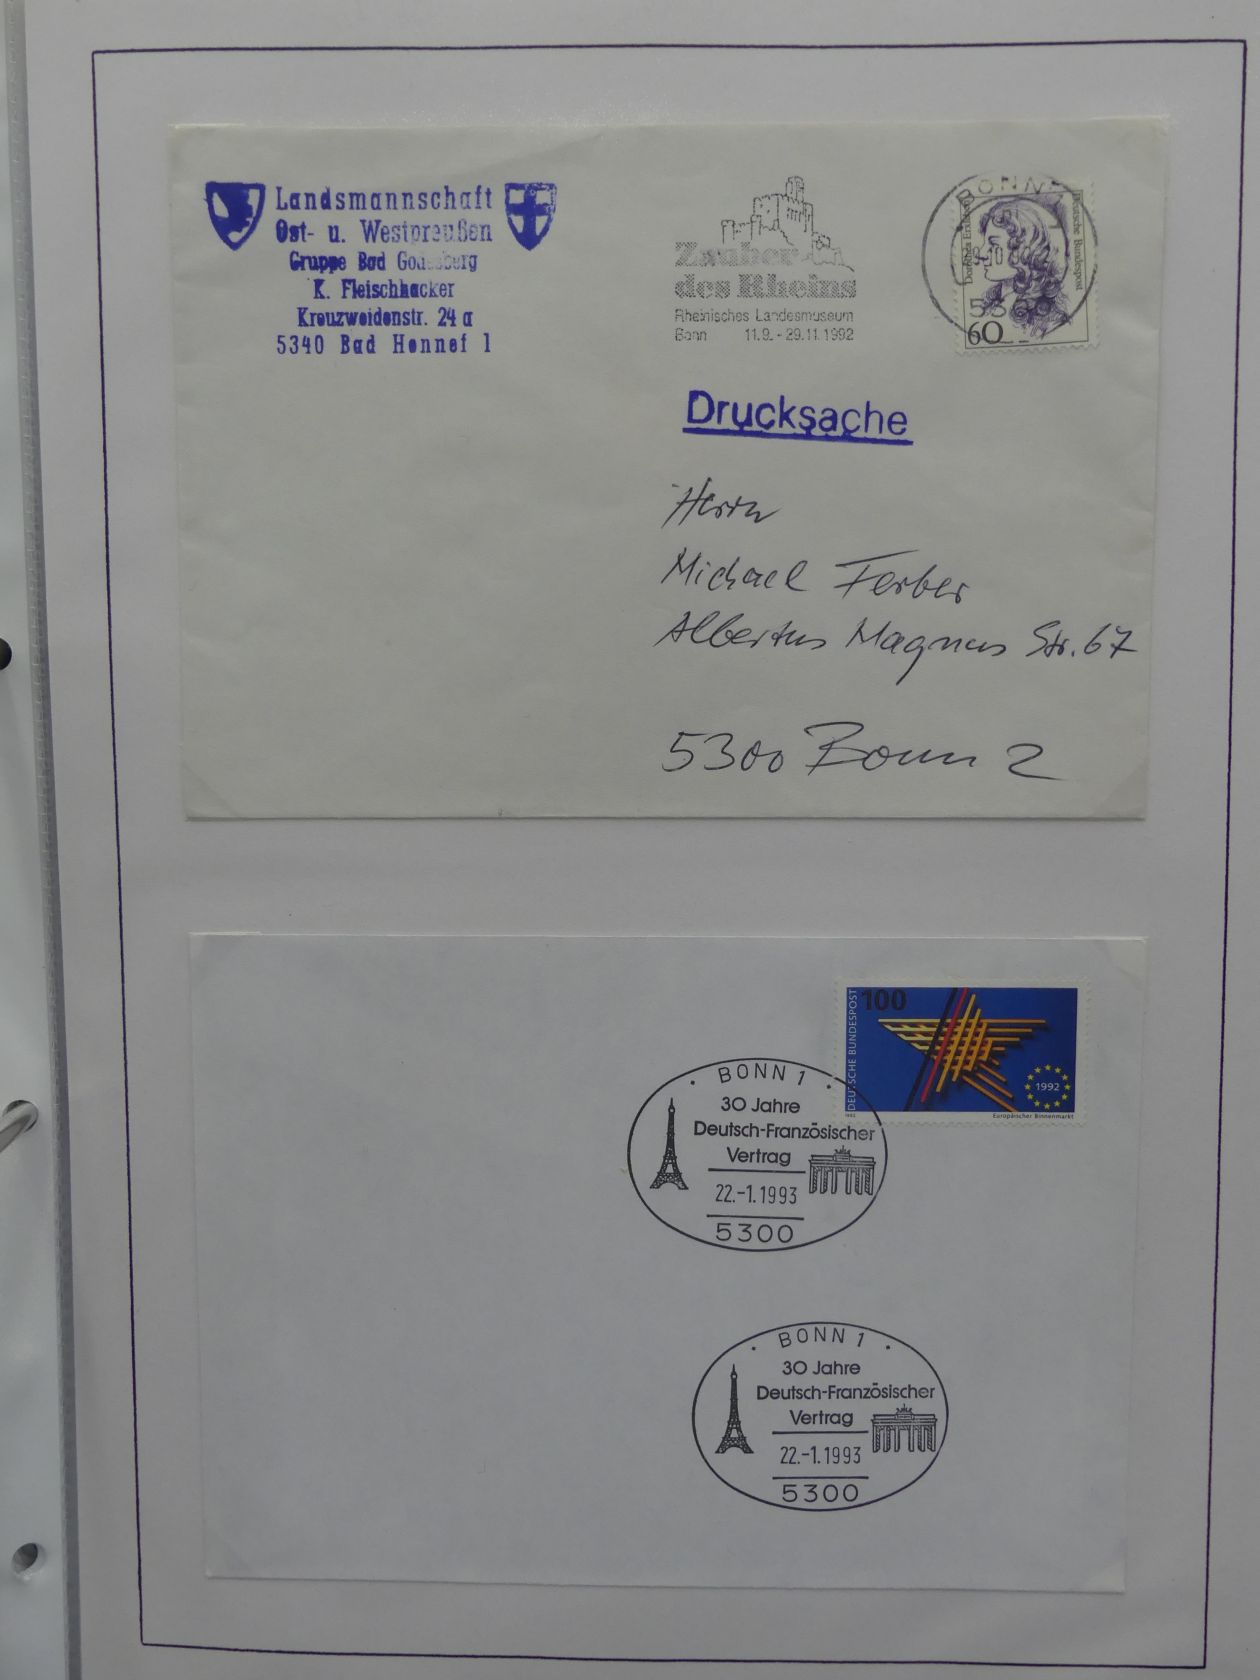 Landsmannschaft
Ost- u. Westpreußen
Gruppe Bad Godesberg
K. Fleischhacker
Kreuzweidenstr. 24 a
5340 Bad Honnef 1
Zauber
des Rheins
Rheinisches Landesmuseum
Bonn 11.9.-29.11.1992
BONN
Dorothea Erxleben
Deutsche Bundespost
60
Drucksache
Herrn
Michael Ferber
Albertus Magnus Str. 67
5300 Bonn 2
DEUTSCHE BUNDESPOST
100
1992
Europäischer Binnenmarkt
BONN 1
30 Jahre
Deutsch-Französischer
Vertrag
22.-1.1993
5300
BONN 1
30 Jahre
Deutsch-Französischer
Vertrag
22.-1.1993
5300